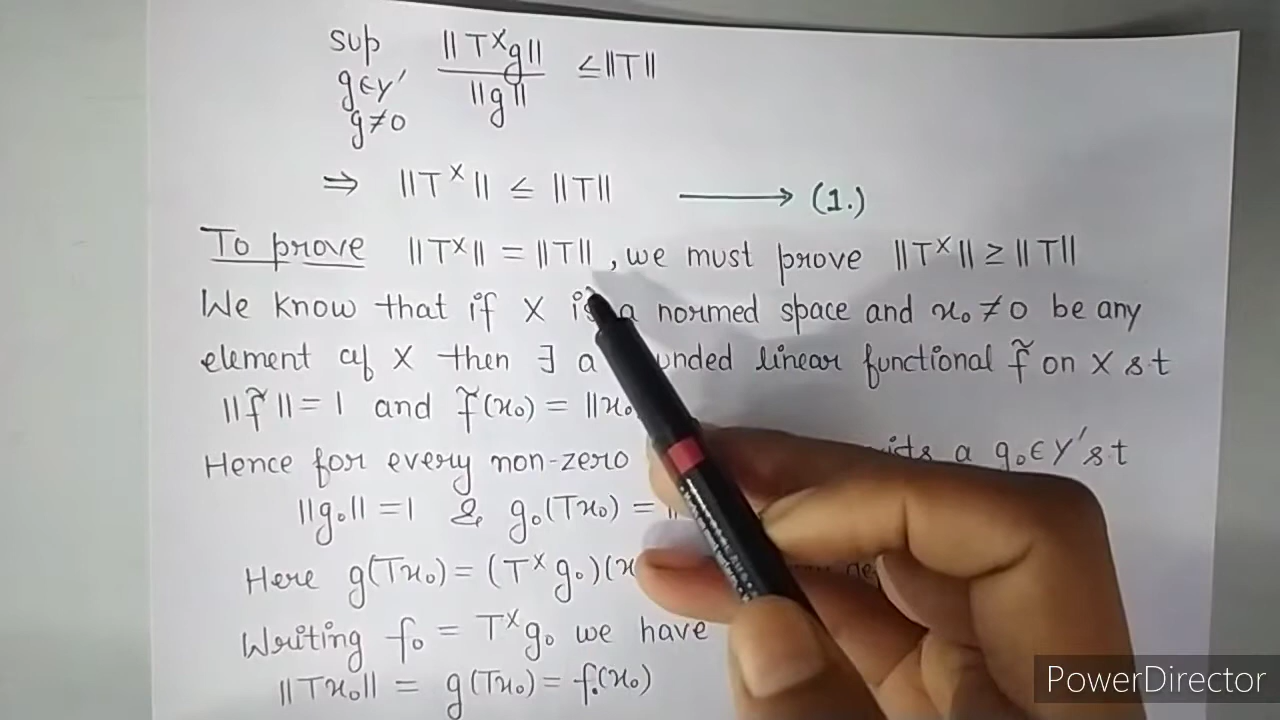 sup ‖T^x g‖ / ‖g‖ ≤ ‖T‖
g∈Y'
g≠0
⇒ ‖T^x‖ ≤ ‖T‖ ⟶ (1.)
To prove ‖T^x‖ = ‖T‖, we must prove ‖T^x‖ ≥ ‖T‖
We know that if X is a normed space and x₀ ≠ 0 be any
element of X then ∃ a linear functional f̃ on X s.t
‖f̃‖ = 1 and f̃(x₀) = ‖x₀
Hence for every non-zero a g₀∈Y' s.t
‖g₀‖ = 1 & g₀(Tx₀) =
Here g(Tx₀) = (T^x g₀)(x
Writing f₀ = T^x g₀ we have
‖Tx₀‖ = g(Tx₀) = f₀(x₀)
PowerDirector